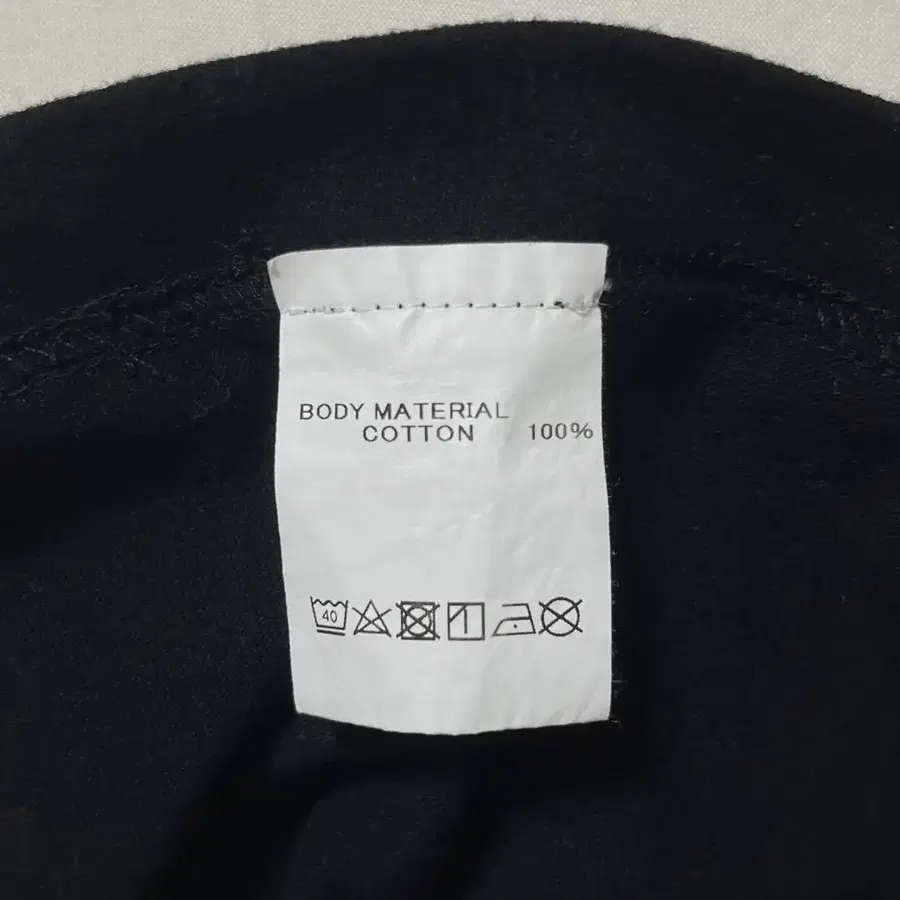 BODY MATERIAL
COTTON 100%
40